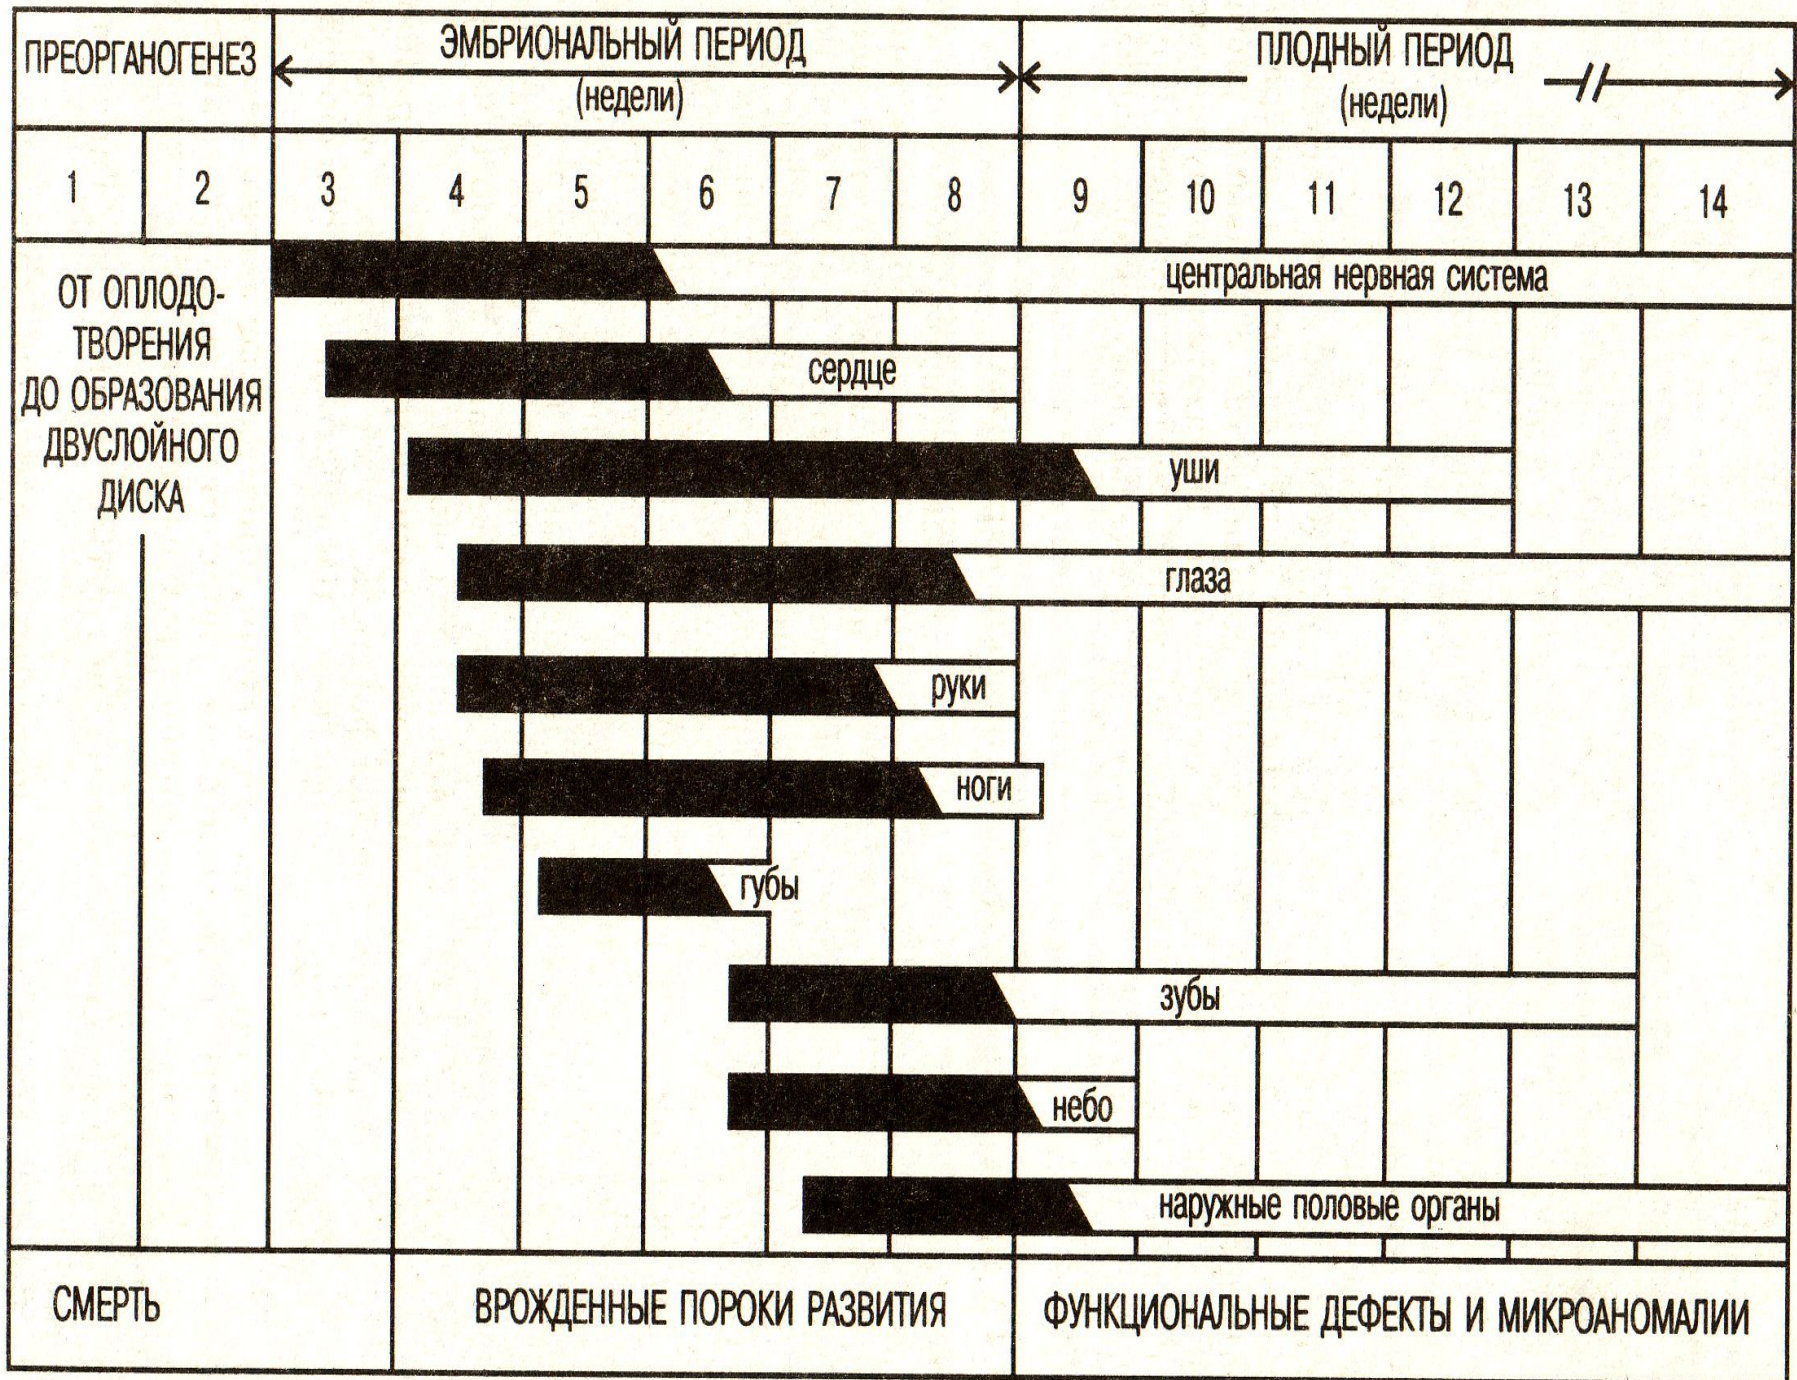 ПРЕОРГАНОГЕНЕЗ
ЭМБРИОНАЛЬНЫЙ ПЕРИОД
(недели)
ПЛОДНЫЙ ПЕРИОД
(недели)
1 2 3 4 5 6 7 8 9 10 11 12 13 14
ОТ ОПЛОДО-
ТВОРЕНИЯ
ДО ОБРАЗОВАНИЯ
ДВУСЛОЙНОГО
ДИСКА
центральная нервная система
сердце
уши
глаза
руки
ноги
губы
зубы
небо
наружные половые органы
СМЕРТЬ
ВРОЖДЕННЫЕ ПОРОКИ РАЗВИТИЯ
ФУНКЦИОНАЛЬНЫЕ ДЕФЕКТЫ И МИКРОАНОМАЛИИ